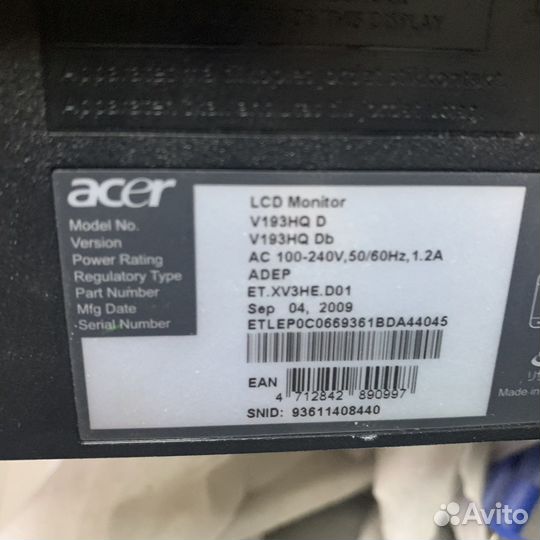 THIS DISPLAY
acer
LCD Monitor
Model No. V193HQ D
Version V193HQ Db
Power Rating AC 100-240V,50/60Hz,1.2A
Regulatory Type ADEP
Part Number ET.XV3HE.D01
Mfg Date Sep 04, 2009
Serial Number ETLEP0C0669361BDA44045
EAN
4 712842 890997
SNID: 93611408440
Made in
Avito